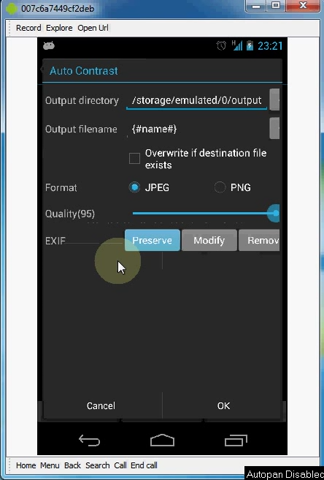 007c6a7449cf2deb
Record Explore Open Url
23:21
Auto Contrast
Output directory /storage/emulated/0/output
Output filename {#name#}
Overwrite if destination file
exists
Format JPEG PNG
Quality(95)
EXIF Preserve Modify Remov
Cancel OK
Home Menu Back Search Call End call
Autopan Disabled